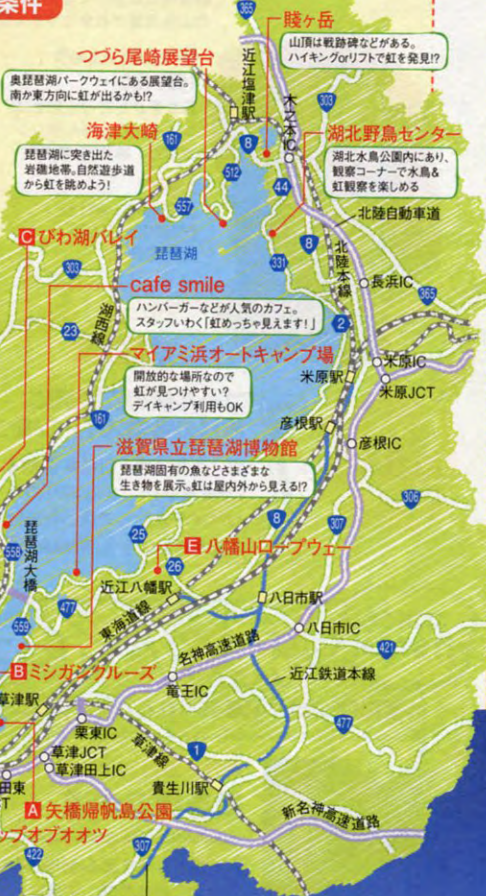 条件
365
賤ヶ岳
山頂は戦跡碑などがある。
ハイキングorリフトで虹を発見!?
近江塩津駅
つづら尾崎展望台
奥琵琶湖パークウェイにある展望台。
南か東方向に虹が出るかも!?
木之本IC
303
海津大崎
琵琶湖に突き出た
岩礁地帯。自然遊歩道
から虹を眺めよう!
161
8
湖北野鳥センター
湖北水鳥公園内にあり、
観察コーナーで水鳥&
虹観察を楽しめる
512
44
557
北陸自動車道
C びわ湖バレイ
琵琶湖
8
北陸本線
331
303
長浜IC
365
cafe smile
ハンバーガーなどが人気のカフェ。
スタッフいわく「虹めっちゃ見えます!」
湖西線
23
2
マイアミ浜オートキャンプ場
開放的な場所なので
虹が見つけやすい?
デイキャンプ利用もOK
米原駅
米原IC
米原JCT
161
彦根駅
彦根IC
滋賀県立琵琶湖博物館
琵琶湖固有の魚などさまざまな
生き物を展示。虹は屋内外から見える!?
306
8
307
25
琵琶湖大橋
558
E 八幡山ロープウェー
26
近江八幡駅
477
八日市駅
559
東海道線
八日市IC
名神高速道路
421
B ミシガンクルーズ
近江鉄道本線
竜王IC
草津駅
477
栗東IC
草津線
1
草津JCT
草津田上IC
田東
貴生川駅
A 矢橋帰帆島公園
新名神高速道路
ップオブオオツ
422
307